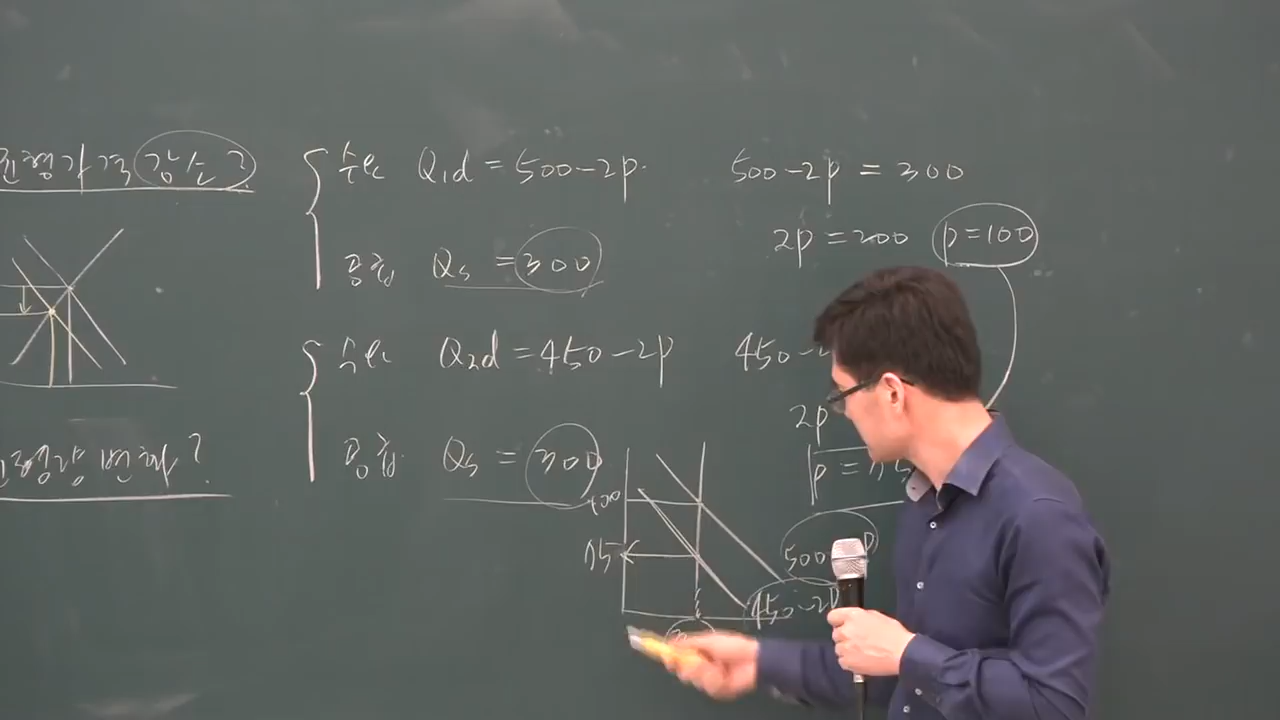 균형가격 감소?
수요 Q₁d = 500-2p.
500-2p = 300
2p = 200 p=100
공급 Qs = 300
수요 Q₂d = 450-2p
450-
2p
공급 Qs = 300
p = 75
균형량 변화?
100
75
500 p
450-2p